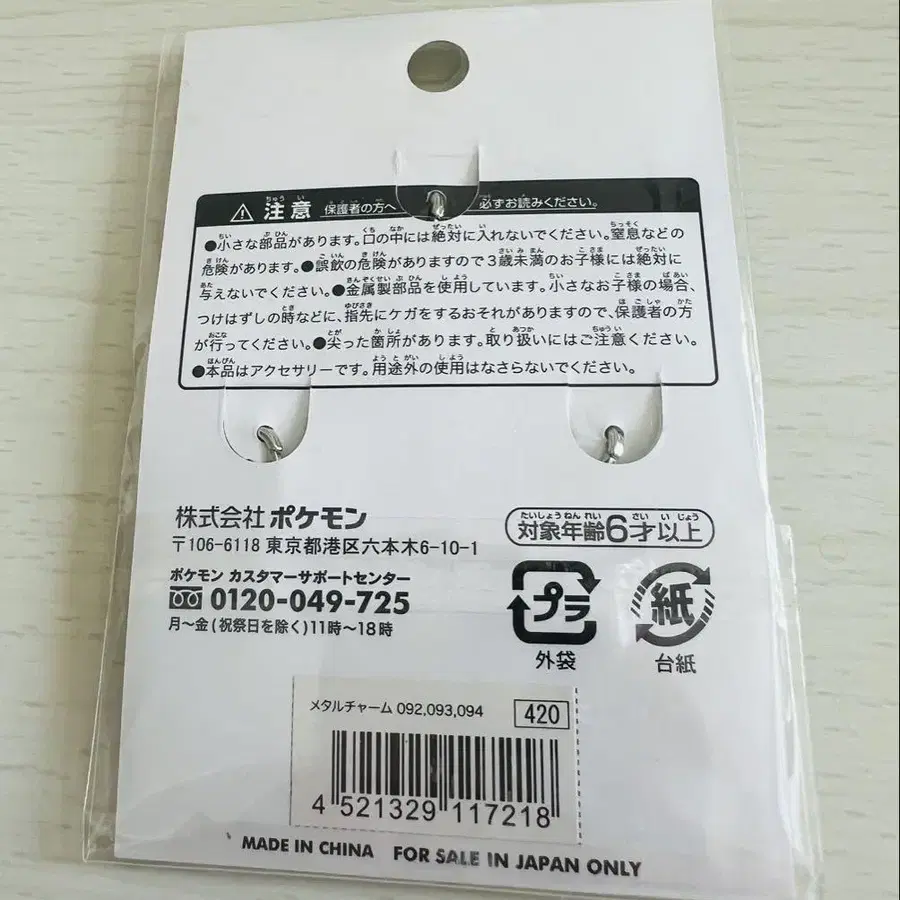 注意 保護者の方へ 必ずお読みください。
●小さな部品があります。口の中には絶対に入れないでください。窒息などの
危険があります。●誤飲の危険がありますので3歳未満のお子様には絶対に
与えないでください。●金属製部品を使用しています。小さなお子様の場合、
つけはずしの時などに、指先にケガをするおそれがありますので、保護者の方
が行ってください。●尖った箇所があります。取り扱いにはご注意ください。
●本品はアクセサリーです。用途外の使用はなさらないでください。
株式会社 ポケモン
〒106-6118 東京都港区六本木6-10-1
ポケモン カスタマーサポートセンター
0120-049-725
月〜金(祝祭日を除く)11時〜18時
対象年齢6才以上
プラ
外袋
紙
台紙
メタルチャーム 092,093,094 420
4 521329 117218
MADE IN CHINA FOR SALE IN JAPAN ONLY